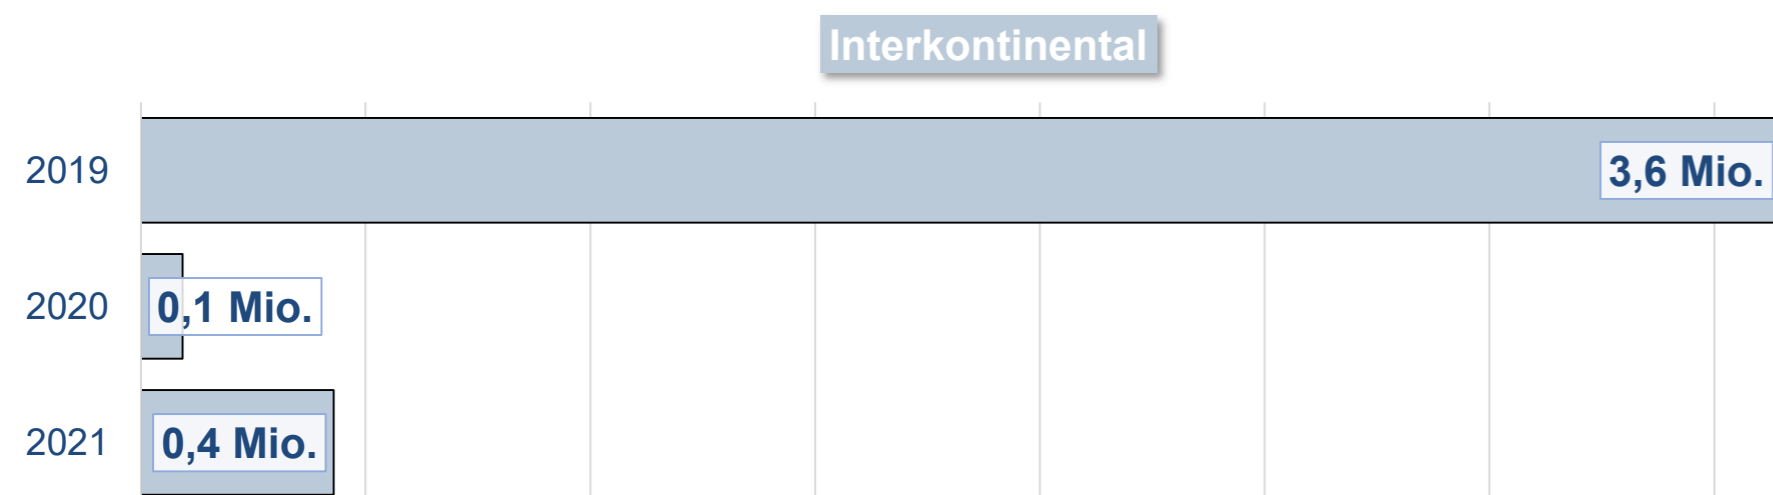 Interkontinental
2019 3,6 Mio.
2020 0,1 Mio.
2021 0,4 Mio.